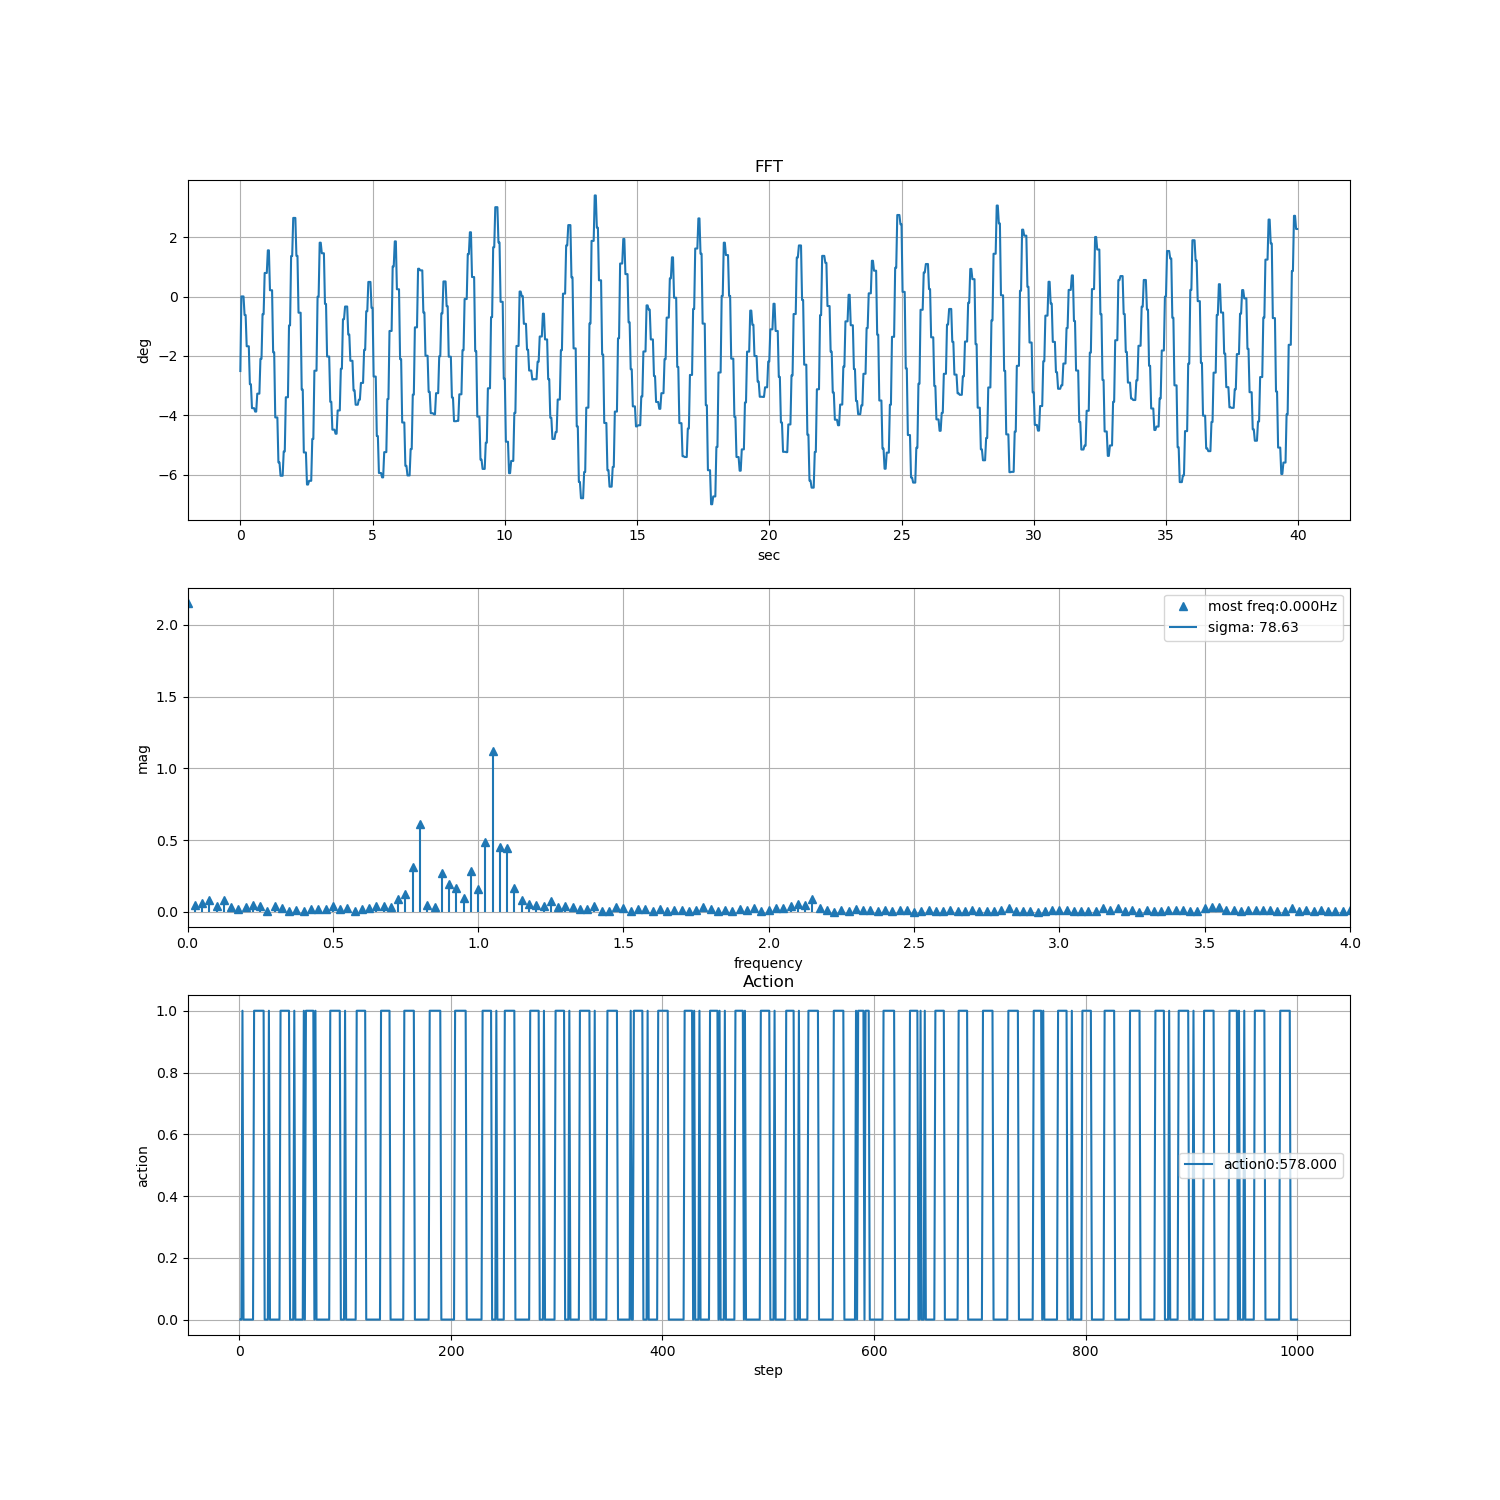 FFT
2
0
−2
−4
−6
deg
0 5 10 15 20 25 30 35 40
sec
most freq:0.000Hz
sigma: 78.63
2.0
1.5
1.0
0.5
0.0
mag
0.0 0.5 1.0 1.5 2.0 2.5 3.0 3.5 4.0
frequency
Action
1.0
0.8
0.6
0.4
0.2
0.0
action
action0:578.000
0 200 400 600 800 1000
step